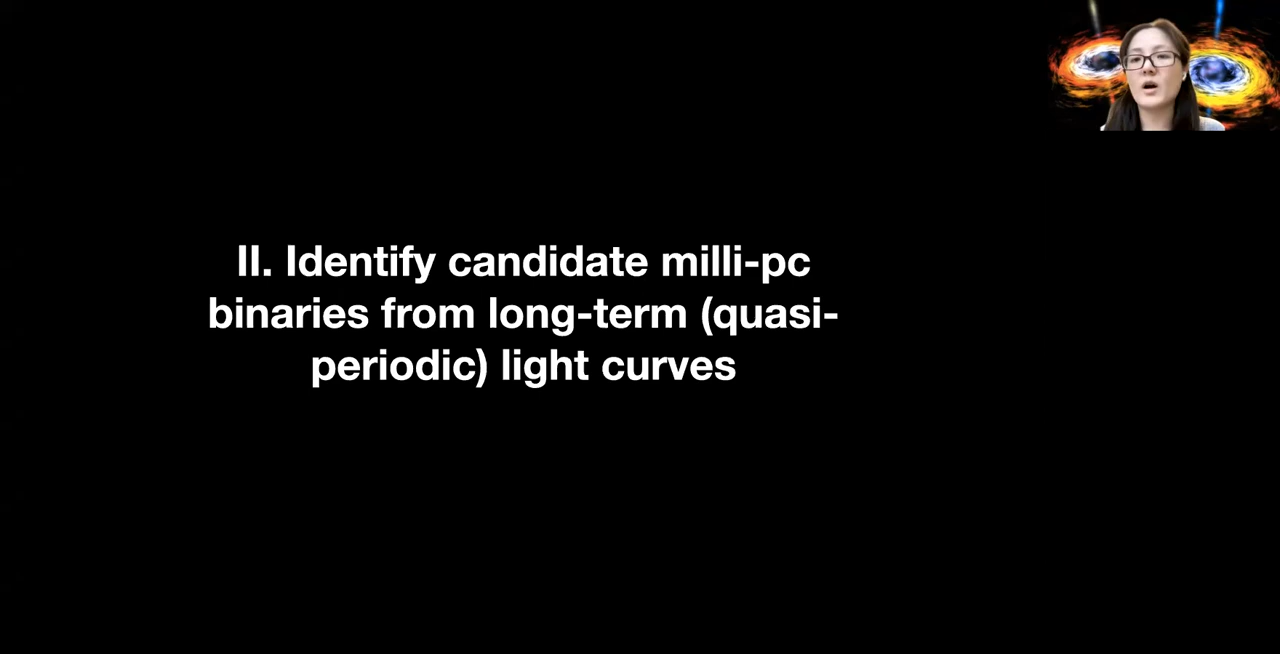 II. Identify candidate milli-pc
binaries from long-term (quasi-
periodic) light curves